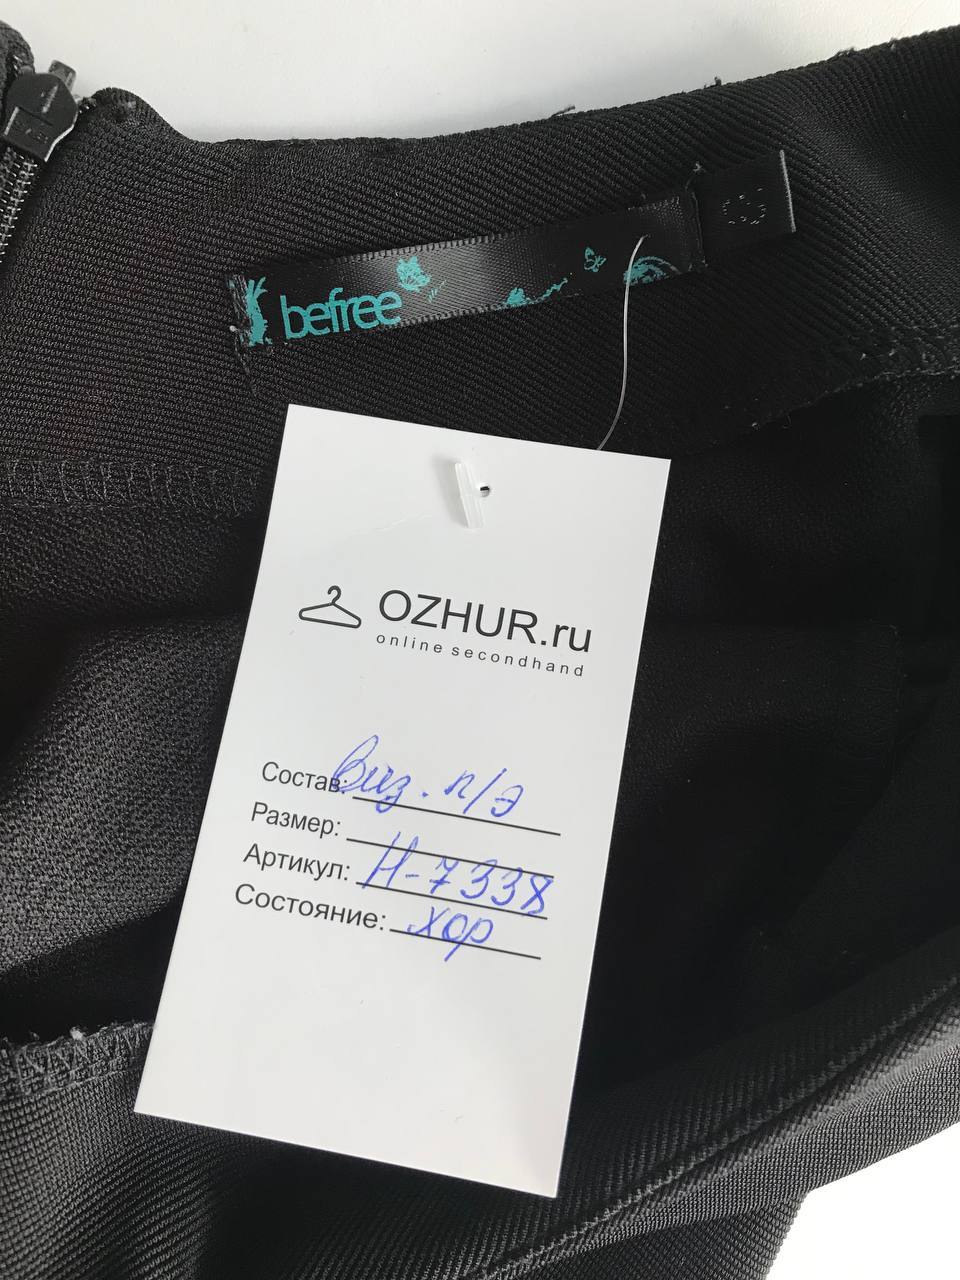 befree
OZHUR.ru
online secondhand
Состав: виз. п/э
Размер:
Артикул: Н-7338
Состояние: хор